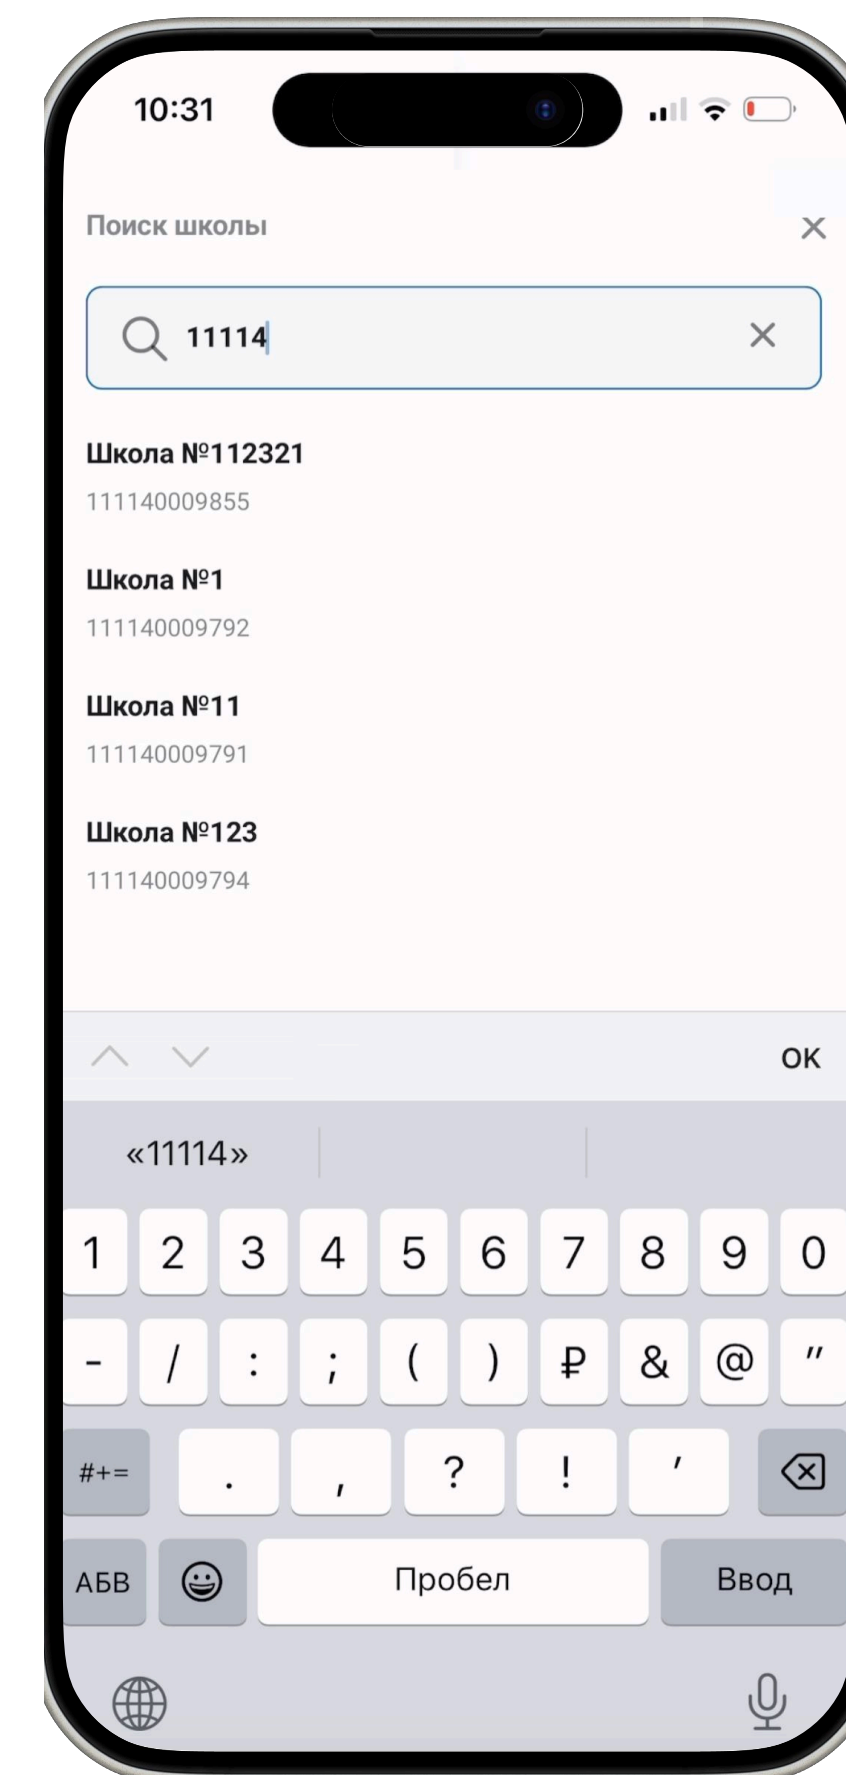 10:31
Поиск школы
11114
Школа №112321
111140009855
Школа №1
111140009792
Школа №11
111140009791
Школа №123
111140009794
OK
«11114»
1 2 3 4 5 6 7 8 9 0
- / : ; ( ) ₽ & @ "
#+= . , ? ! '
АБВ Пробел Ввод